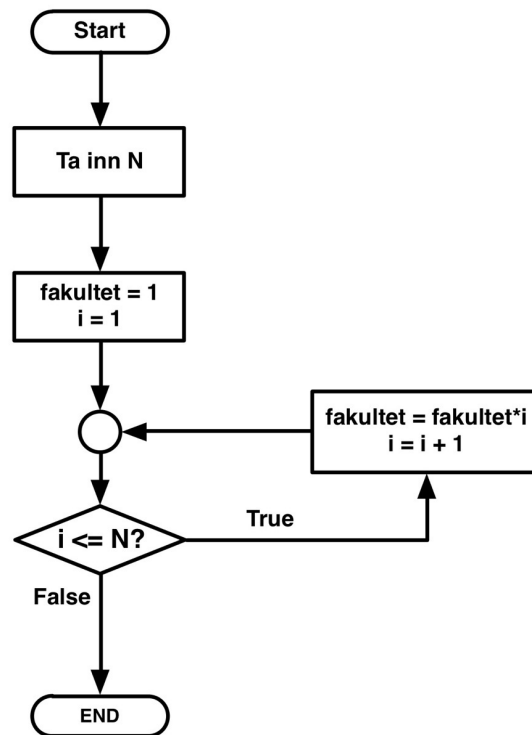 Start
Ta inn N
fakultet = 1
i = 1
fakultet = fakultet*i
i = i + 1
i <= N?
True
False
END